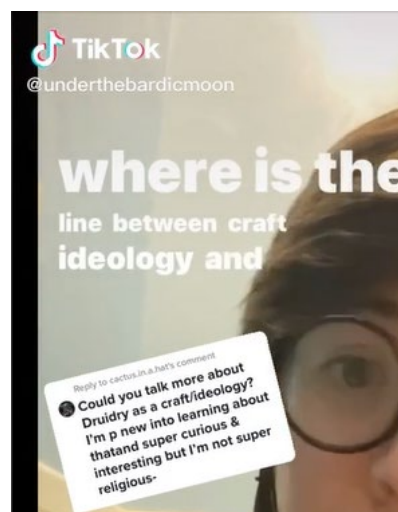 TikTok
@underthebardicmoon
where is the
line between craft
ideology and
Reply to cactus.in.a.hat's comment
Could you talk more about
Druidry as a craft/ideology?
I'm p new into learning about
thatand super curious &
interesting but I'm not super
religious-